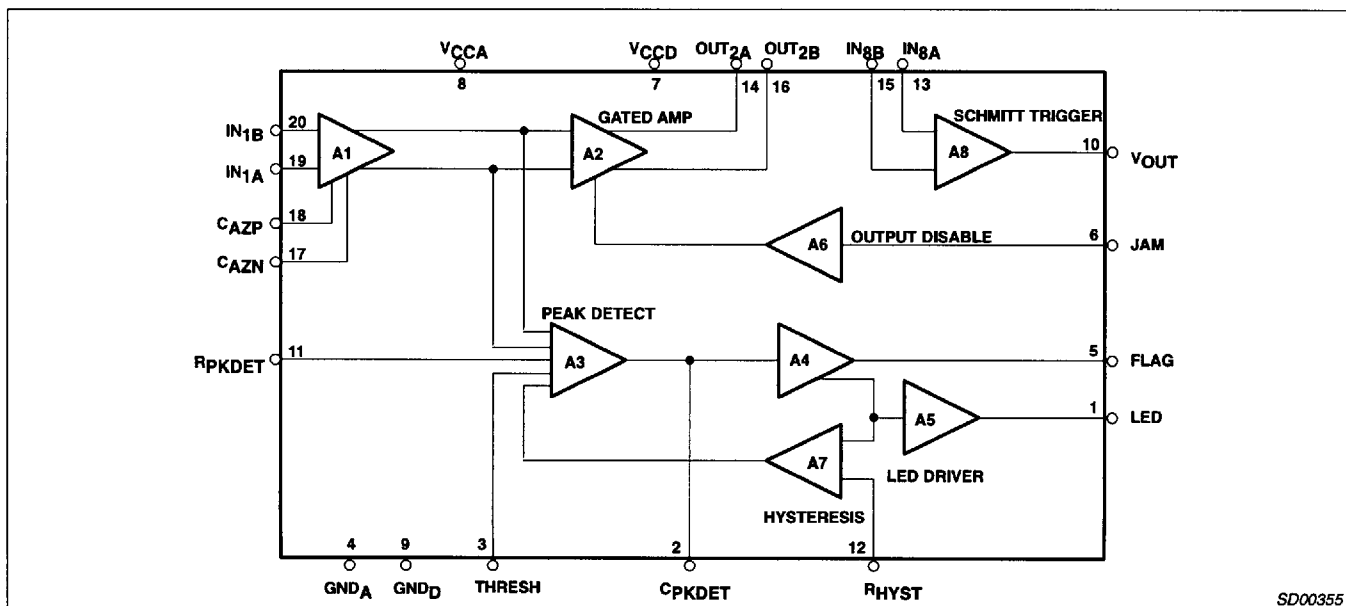 VCCA VCCD OUT2A OUT2B IN8B IN8A
8 7 14 16 15 13
IN1B 20 GATED AMP SCHMITT TRIGGER
A1 A2 A8 10 VOUT
IN1A 19
CAZP 18
A6 OUTPUT DISABLE 6 JAM
CAZN 17
PEAK DETECT
RPKDET 11 A3 A4 5 FLAG
A5 1 LED
A7 LED DRIVER
HYSTERESIS
4 9 3 2 12
GNDA GNDD THRESH CPKDET RHYST
SD00355